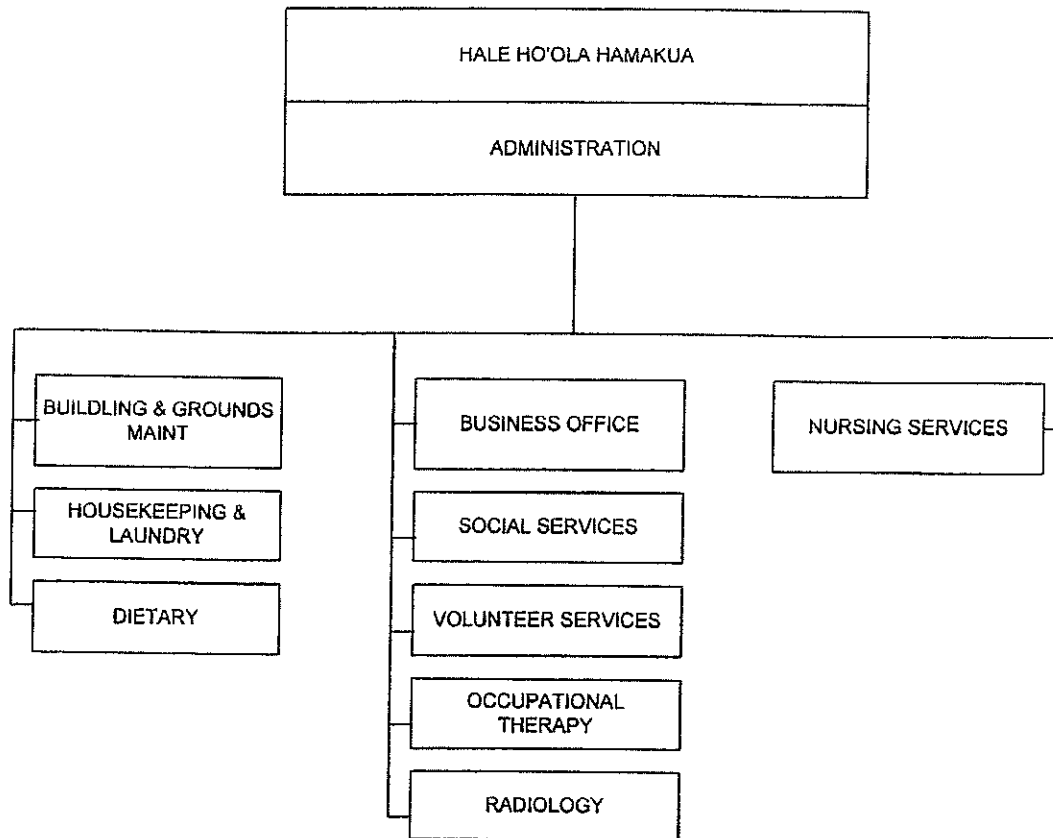 HALE HO'OLA HAMAKUA
ADMINISTRATION
BUILDLING & GROUNDS
MAINT
HOUSEKEEPING &
LAUNDRY
DIETARY
BUSINESS OFFICE
SOCIAL SERVICES
VOLUNTEER SERVICES
OCCUPATIONAL
THERAPY
RADIOLOGY
NURSING SERVICES